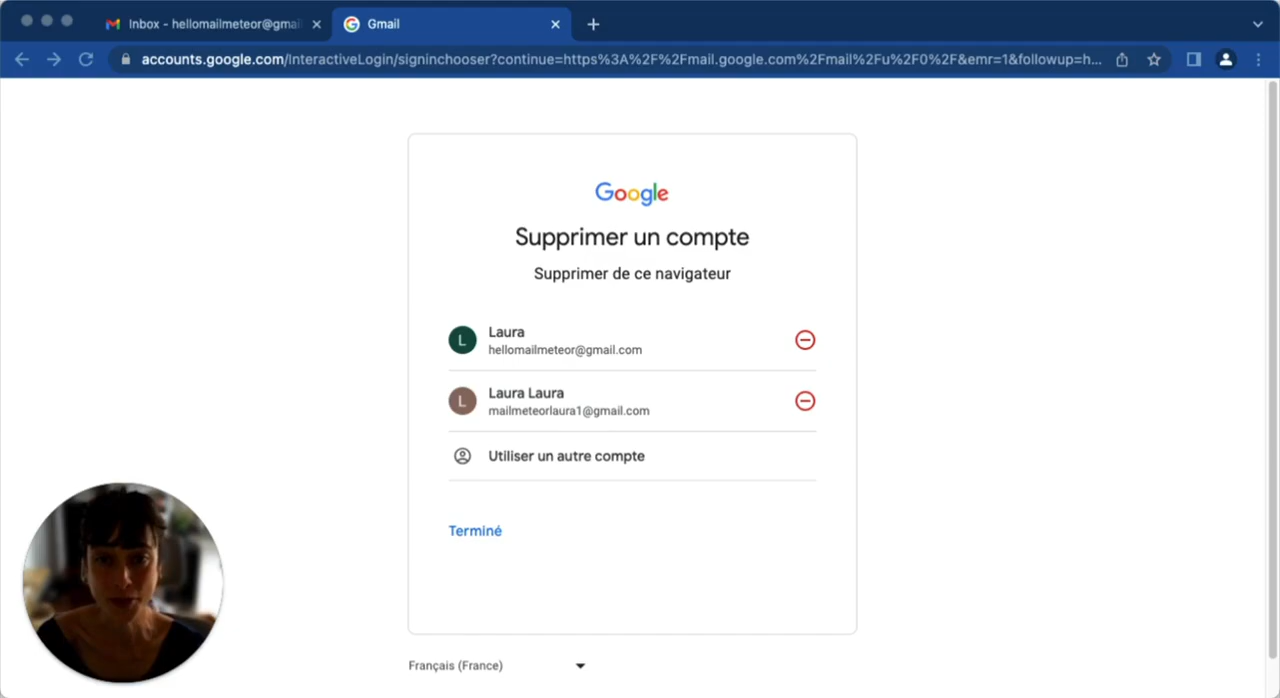 Inbox - hellomailmeteor@gmai
Gmail
accounts.google.com/InteractiveLogin/signinchooser?continue=https%3A%2F%2Fmail.google.com%2Fmail%2Fu%2F0%2F&emr=1&followup=h...
Google
Supprimer un compte
Supprimer de ce navigateur
L
Laura
hellomailmeteor@gmail.com
L
Laura Laura
mailmeteorlaura1@gmail.com
Utiliser un autre compte
Terminé
Français (France)